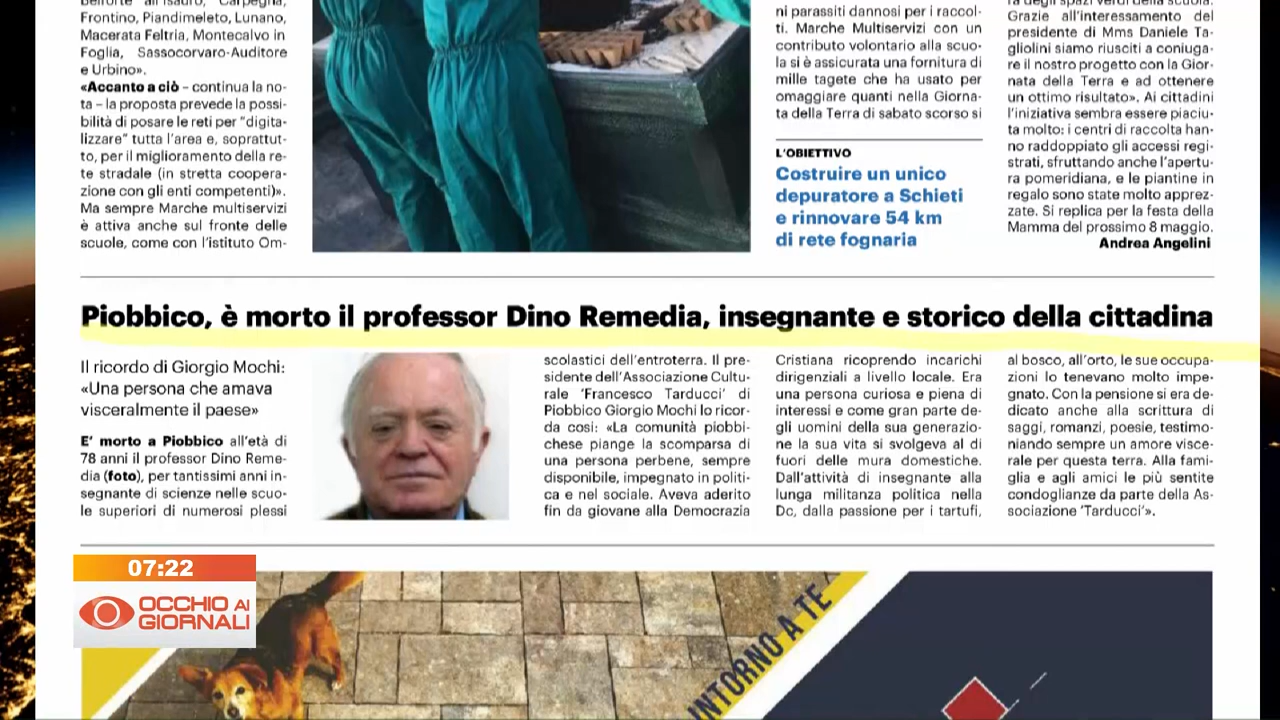 Frontino, Piandimeleto, Lunano,
Macerata Feltria, Montecalvo in
Foglia, Sassocorvaro-Auditore
e Urbino».
«Accanto a ciò – continua la no-
ta – la proposta prevede la possi-
bilità di posare le reti per "digita-
lizzare" tutta l'area e, soprattut-
to, per il miglioramento della re-
te stradale (in stretta coopera-
zione con gli enti competenti)».
Ma sempre Marche multiservizi
è attiva anche sul fronte delle
scuole, come con l'istituto Om-
ni parassiti dannosi per i raccol-
ti. Marche Multiservizi con un
contributo volontario alla scuo-
la si è assicurata una fornitura di
mille tagete che ha usato per
omaggiare quanti nella Giorna-
ta della Terra di sabato scorso si
L'OBIETTIVO
Costruire un unico
depuratore a Schieti
e rinnovare 54 km
di rete fognaria
ra degli spazi verdi della scuola.
Grazie all'interessamento del
presidente di Mms Daniele Ta-
gliolini siamo riusciti a coniuga-
re il nostro progetto con la Gior-
nata della Terra e ad ottenere
un ottimo risultato». Ai cittadini
l'iniziativa sembra essere piaciu-
ta molto: i centri di raccolta han-
no raddoppiato gli accessi regi-
strati, sfruttando anche l'apertu-
ra pomeridiana, e le piantine in
regalo sono state molto apprez-
zate. Si replica per la festa della
Mamma del prossimo 8 maggio.
Andrea Angelini
Piobbico, è morto il professor Dino Remedia, insegnante e storico della cittadina
Il ricordo di Giorgio Mochi:
«Una persona che amava
visceralmente il paese»
E' morto a Piobbico all'età di
78 anni il professor Dino Reme-
dia (foto), per tantissimi anni in-
segnante di scienze nelle scuo-
le superiori di numerosi plessi
scolastici dell'entroterra. Il pre-
sidente dell'Associazione Cultu-
rale 'Francesco Tarducci' di
Piobbico Giorgio Mochi lo ricor-
da così: «La comunità piobbi-
chese piange la scomparsa di
una persona perbene, sempre
disponibile, impegnato in politi-
ca e nel sociale. Aveva aderito
fin da giovane alla Democrazia
Cristiana ricoprendo incarichi
dirigenziali a livello locale. Era
una persona curiosa e piena di
interessi e come gran parte de-
gli uomini della sua generazio-
ne la sua vita si svolgeva al di
fuori delle mura domestiche.
Dall'attività di insegnante alla
lunga militanza politica nella
Dc, dalla passione per i tartufi,
al bosco, all'orto, le sue occupa-
zioni lo tenevano molto impe-
gnato. Con la pensione si era de-
dicato anche alla scrittura di
saggi, romanzi, poesie, testimo-
niando sempre un amore visce-
rale per questa terra. Alla fami-
glia e agli amici le più sentite
condoglianze da parte della As-
sociazione 'Tarducci'».
07:22
OCCHIO AI
GIORNALI
INTORNO A TE